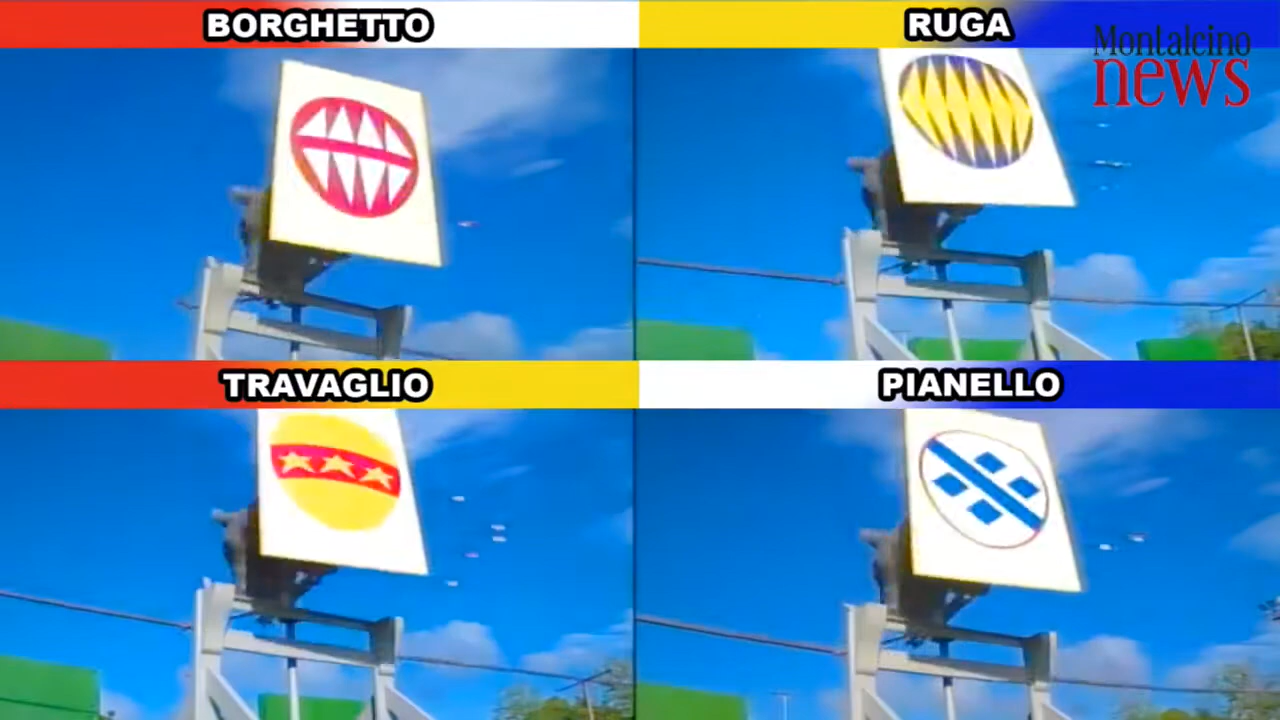 BORGHETTO
RUGA
Montalcino
news
TRAVAGLIO
PIANELLO